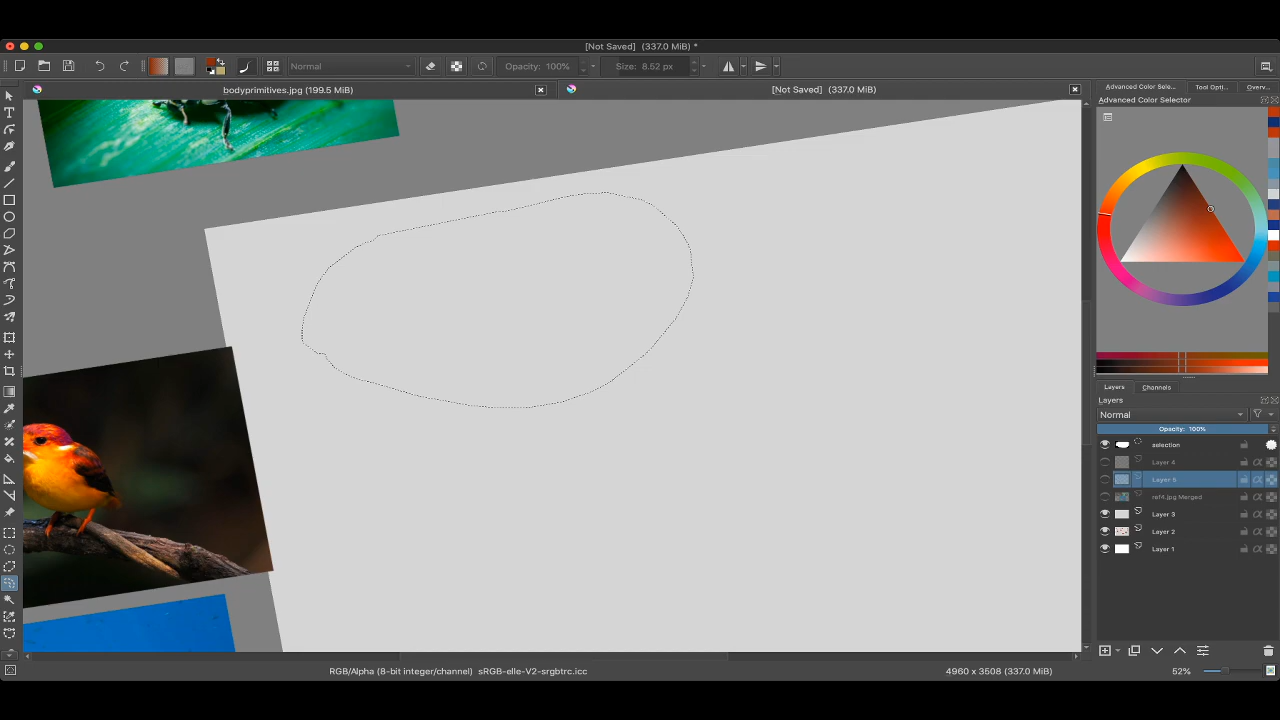 [Not Saved] (337.0 MiB) *
Normal
Opacity: 100%
Size: 8.52 px
bodyprimitives.jpg (199.5 MiB)
[Not Saved] (337.0 MiB)
Advanced Color Sele...
Tool Opti...
Overv...
Advanced Color Selector
Layers
Channels
Layers
Normal
Opacity: 100%
selection
Layer 4
Layer 5
ref4.jpg Merged
Layer 3
Layer 2
Layer 1
RGB/Alpha (8-bit integer/channel) sRGB-elle-V2-srgbtrc.icc
4960 x 3508 (337.0 MiB)
52%